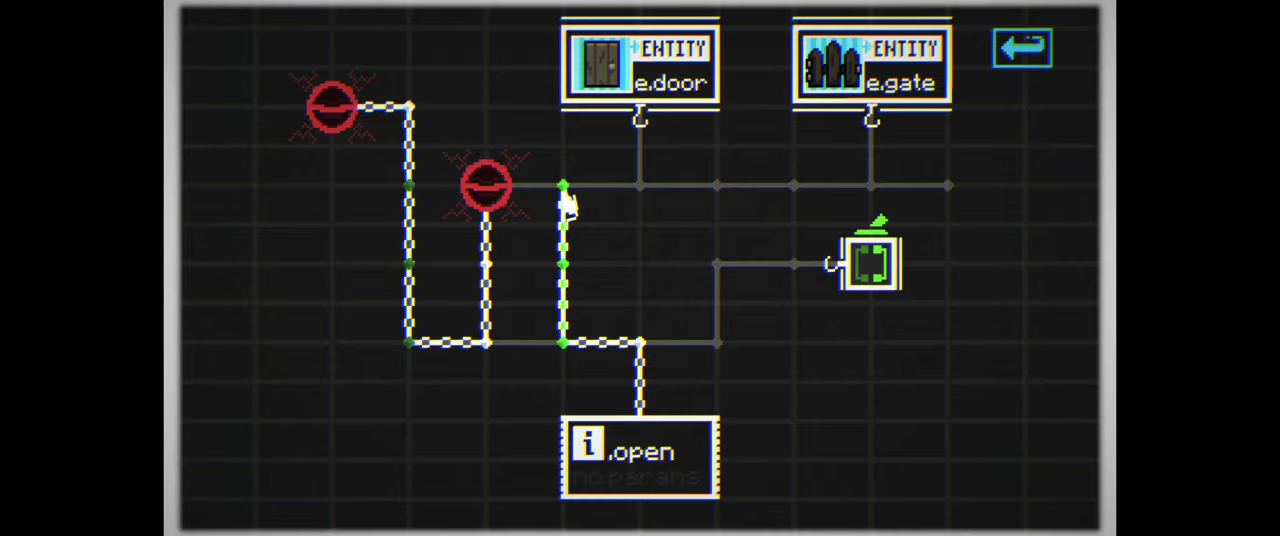 +ENTITY
e.door
+ENTITY
e.gate
i .open
no params